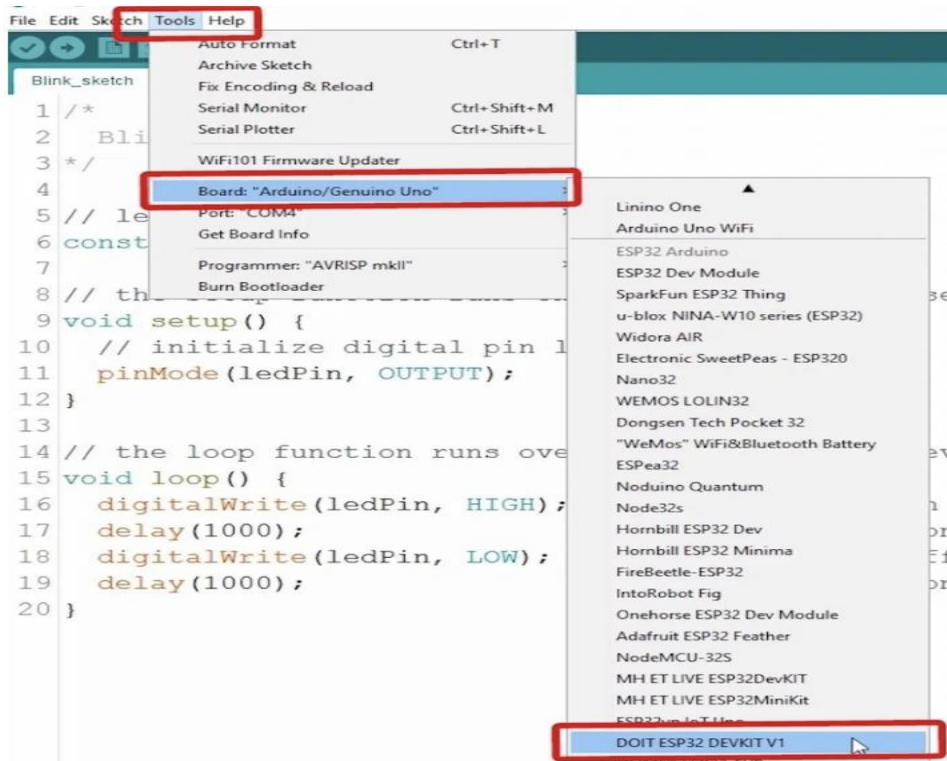 File Edit Sketch Tools Help
Auto Format Ctrl+T
Archive Sketch
Fix Encoding & Reload
Serial Monitor Ctrl+Shift+M
Serial Plotter Ctrl+Shift+L
WiFi101 Firmware Updater
Board: "Arduino/Genuino Uno"
Port: "COM4"
Get Board Info
Programmer: "AVRISP mkII"
Burn Bootloader
Linino One
Arduino Uno WiFi
ESP32 Arduino
ESP32 Dev Module
SparkFun ESP32 Thing
u-blox NINA-W10 series (ESP32)
Widora AIR
Electronic SweetPeas - ESP320
Nano32
WEMOS LOLIN32
Dongsen Tech Pocket 32
"WeMos" WiFi&Bluetooth Battery
ESPea32
Noduino Quantum
Node32s
Hornbill ESP32 Dev
Hornbill ESP32 Minima
FireBeetle-ESP32
IntoRobot Fig
Onehorse ESP32 Dev Module
Adafruit ESP32 Feather
NodeMCU-32S
MH ET LIVE ESP32DevKIT
MH ET LIVE ESP32MiniKit
DOIT ESP32 DEVKIT V1
Blink_sketch
1 /*
2 Bli
3 */
4
5 // le
6 const
7
8 // th
9 void setup() {
10 // initialize digital pin l
11 pinMode(ledPin, OUTPUT);
12 }
13
14 // the loop function runs ove
15 void loop() {
16 digitalWrite(ledPin, HIGH);
17 delay(1000);
18 digitalWrite(ledPin, LOW);
19 delay(1000);
20 }